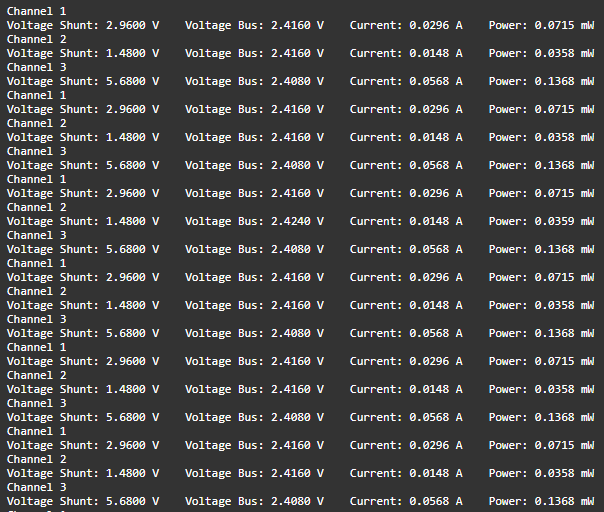 Channel 1
Voltage Shunt: 2.9600 V    Voltage Bus: 2.4160 V    Current: 0.0296 A    Power: 0.0715 mW
Channel 2
Voltage Shunt: 1.4800 V    Voltage Bus: 2.4160 V    Current: 0.0148 A    Power: 0.0358 mW
Channel 3
Voltage Shunt: 5.6800 V    Voltage Bus: 2.4080 V    Current: 0.0568 A    Power: 0.1368 mW
Channel 1
Voltage Shunt: 2.9600 V    Voltage Bus: 2.4160 V    Current: 0.0296 A    Power: 0.0715 mW
Channel 2
Voltage Shunt: 1.4800 V    Voltage Bus: 2.4160 V    Current: 0.0148 A    Power: 0.0358 mW
Channel 3
Voltage Shunt: 5.6800 V    Voltage Bus: 2.4080 V    Current: 0.0568 A    Power: 0.1368 mW
Channel 1
Voltage Shunt: 2.9600 V    Voltage Bus: 2.4160 V    Current: 0.0296 A    Power: 0.0715 mW
Channel 2
Voltage Shunt: 1.4800 V    Voltage Bus: 2.4240 V    Current: 0.0148 A    Power: 0.0359 mW
Channel 3
Voltage Shunt: 5.6800 V    Voltage Bus: 2.4080 V    Current: 0.0568 A    Power: 0.1368 mW
Channel 1
Voltage Shunt: 2.9600 V    Voltage Bus: 2.4160 V    Current: 0.0296 A    Power: 0.0715 mW
Channel 2
Voltage Shunt: 1.4800 V    Voltage Bus: 2.4160 V    Current: 0.0148 A    Power: 0.0358 mW
Channel 3
Voltage Shunt: 5.6800 V    Voltage Bus: 2.4080 V    Current: 0.0568 A    Power: 0.1368 mW
Channel 1
Voltage Shunt: 2.9600 V    Voltage Bus: 2.4160 V    Current: 0.0296 A    Power: 0.0715 mW
Channel 2
Voltage Shunt: 1.4800 V    Voltage Bus: 2.4160 V    Current: 0.0148 A    Power: 0.0358 mW
Channel 3
Voltage Shunt: 5.6800 V    Voltage Bus: 2.4080 V    Current: 0.0568 A    Power: 0.1368 mW
Channel 1
Voltage Shunt: 2.9600 V    Voltage Bus: 2.4160 V    Current: 0.0296 A    Power: 0.0715 mW
Channel 2
Voltage Shunt: 1.4800 V    Voltage Bus: 2.4160 V    Current: 0.0148 A    Power: 0.0358 mW
Channel 3
Voltage Shunt: 5.6800 V    Voltage Bus: 2.4080 V    Current: 0.0568 A    Power: 0.1368 mW